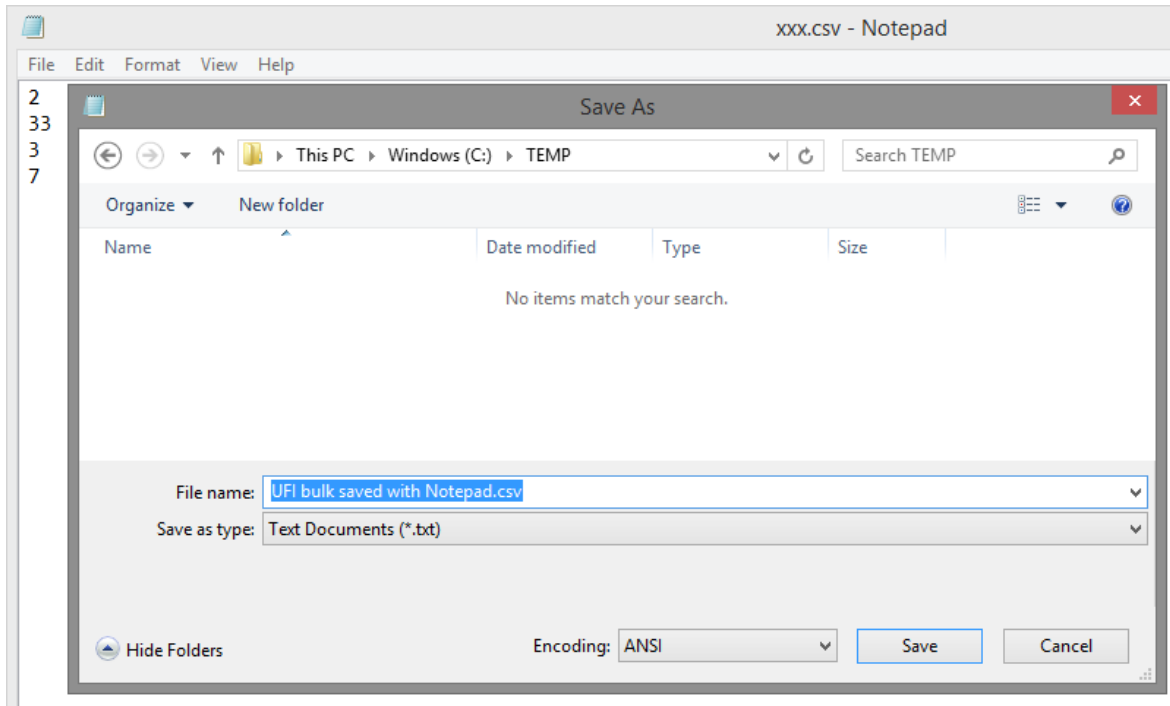 xxx.csv - Notepad
File Edit Format View Help
2
33
3
7
Save As
This PC Windows (C:) TEMP Search TEMP
Organize New folder
Name Date modified Type Size
No items match your search.
File name: UFI bulk saved with Notepad.csv
Save as type: Text Documents (*.txt)
Hide Folders Encoding: ANSI Save Cancel